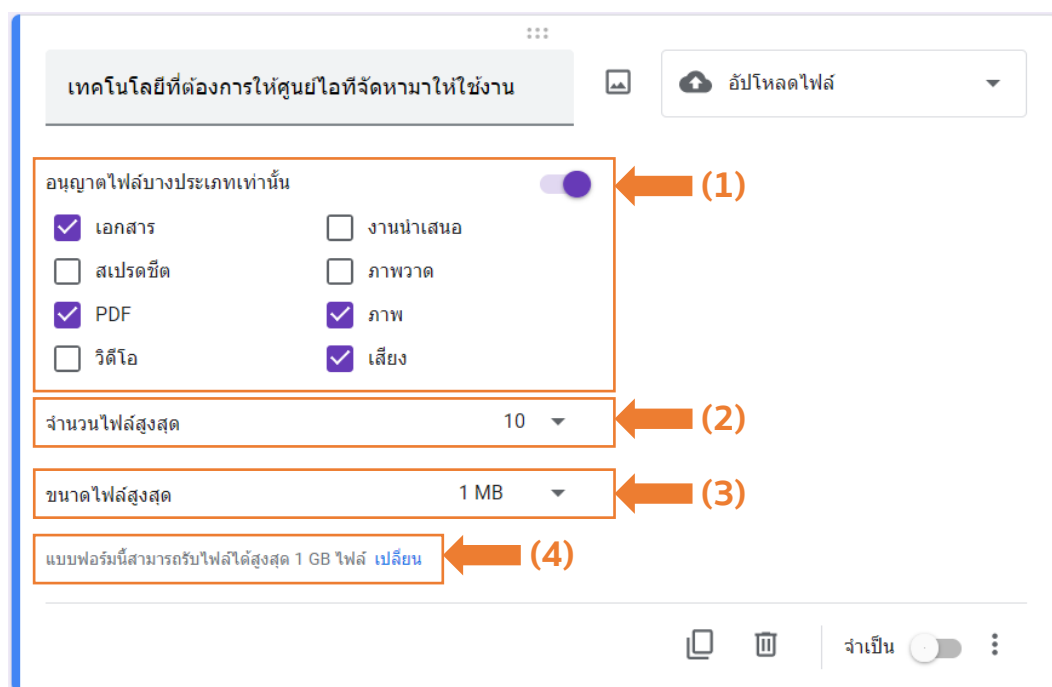 เทคโนโลยีที่ต้องการให้ศูนย์ไอทีจัดหามาให้ใช้งาน
อัปโหลดไฟล์
อนุญาตไฟล์บางประเภทเท่านั้น
(1)
เอกสาร
งานนำเสนอ
สเปรดชีต
ภาพวาด
PDF
ภาพ
วิดีโอ
เสียง
จำนวนไฟล์สูงสุด
10
(2)
ขนาดไฟล์สูงสุด
1 MB
(3)
แบบฟอร์มนี้สามารถรับไฟล์ได้สูงสุด 1 GB ไฟล์ เปลี่ยน
(4)
จำเป็น